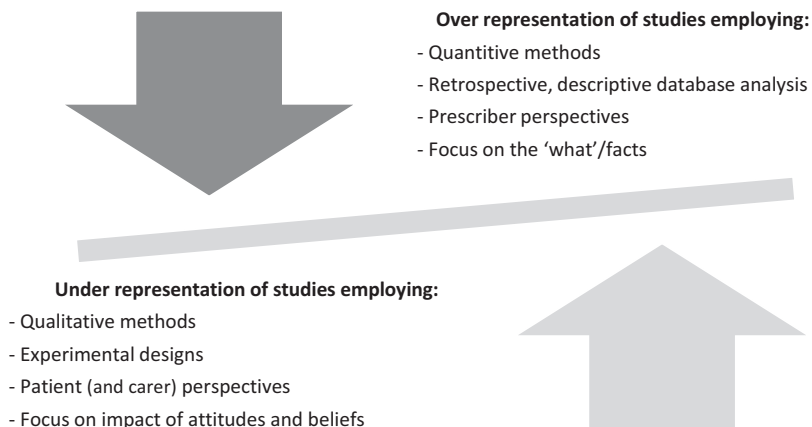 Over representation of studies employing:
- Quantitive methods
- Retrospective, descriptive database analysis
- Prescriber perspectives
- Focus on the ‘what’/facts
Under representation of studies employing:
- Qualitative methods
- Experimental designs
- Patient (and carer) perspectives
- Focus on impact of attitudes and beliefs